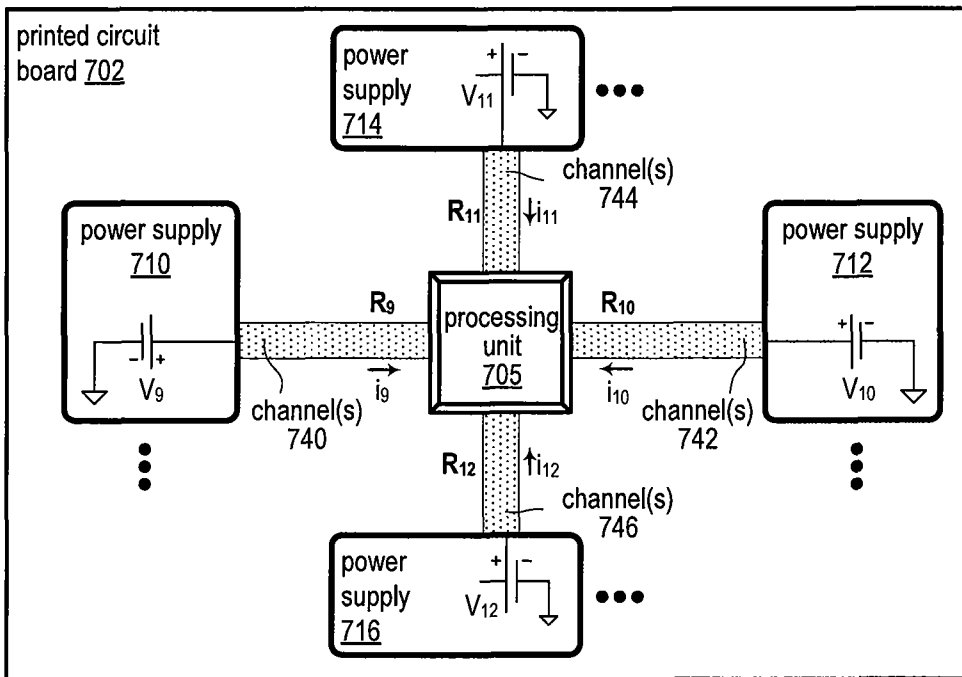 printed circuit
board 702
power
supply
714
+
−
V11
channel(s)
744
R11
↓i11
power supply
710
−
+
V9
R9
i9
channel(s)
740
processing
unit
705
R10
i10
channel(s)
742
power supply
712
+
−
V10
R12
↑i12
channel(s)
746
power
supply
716
+
−
V12